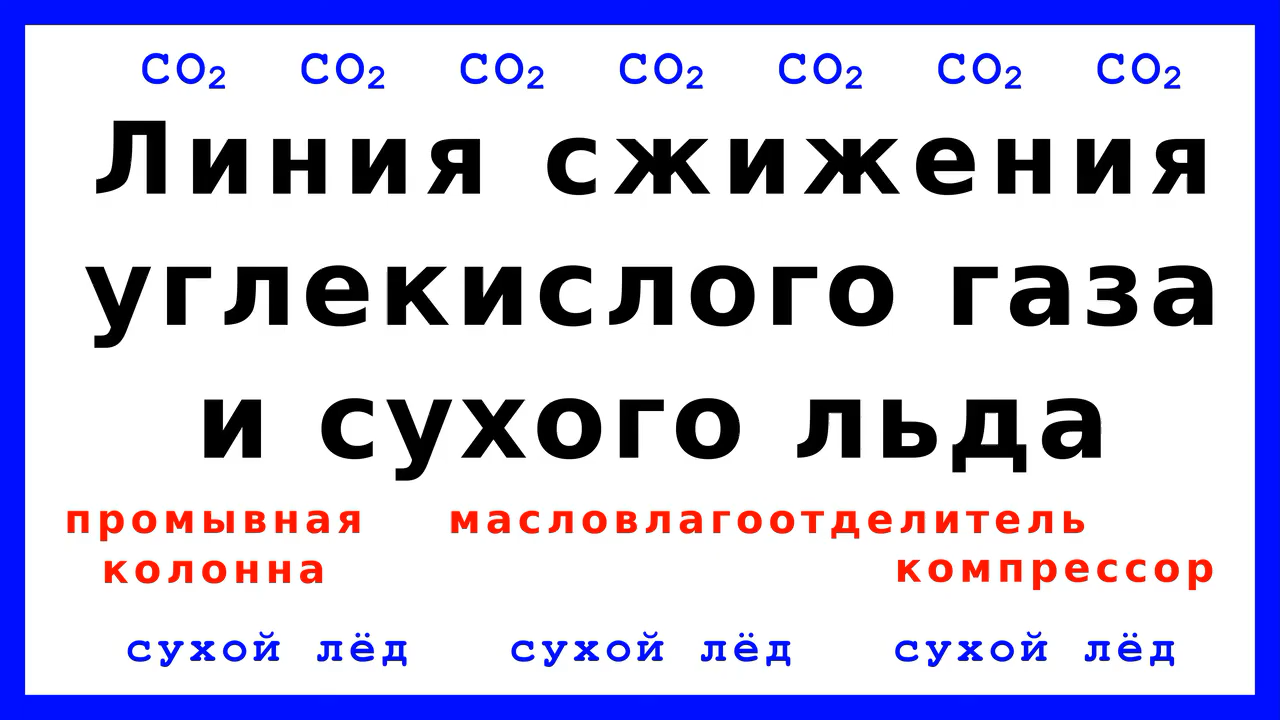 CO₂ CO₂ CO₂ CO₂ CO₂ CO₂ CO₂
Линия сжижения
углекислого газа
и сухого льда
промывная масловлагоотделитель
колонна компрессор
сухой лёд сухой лёд сухой лёд